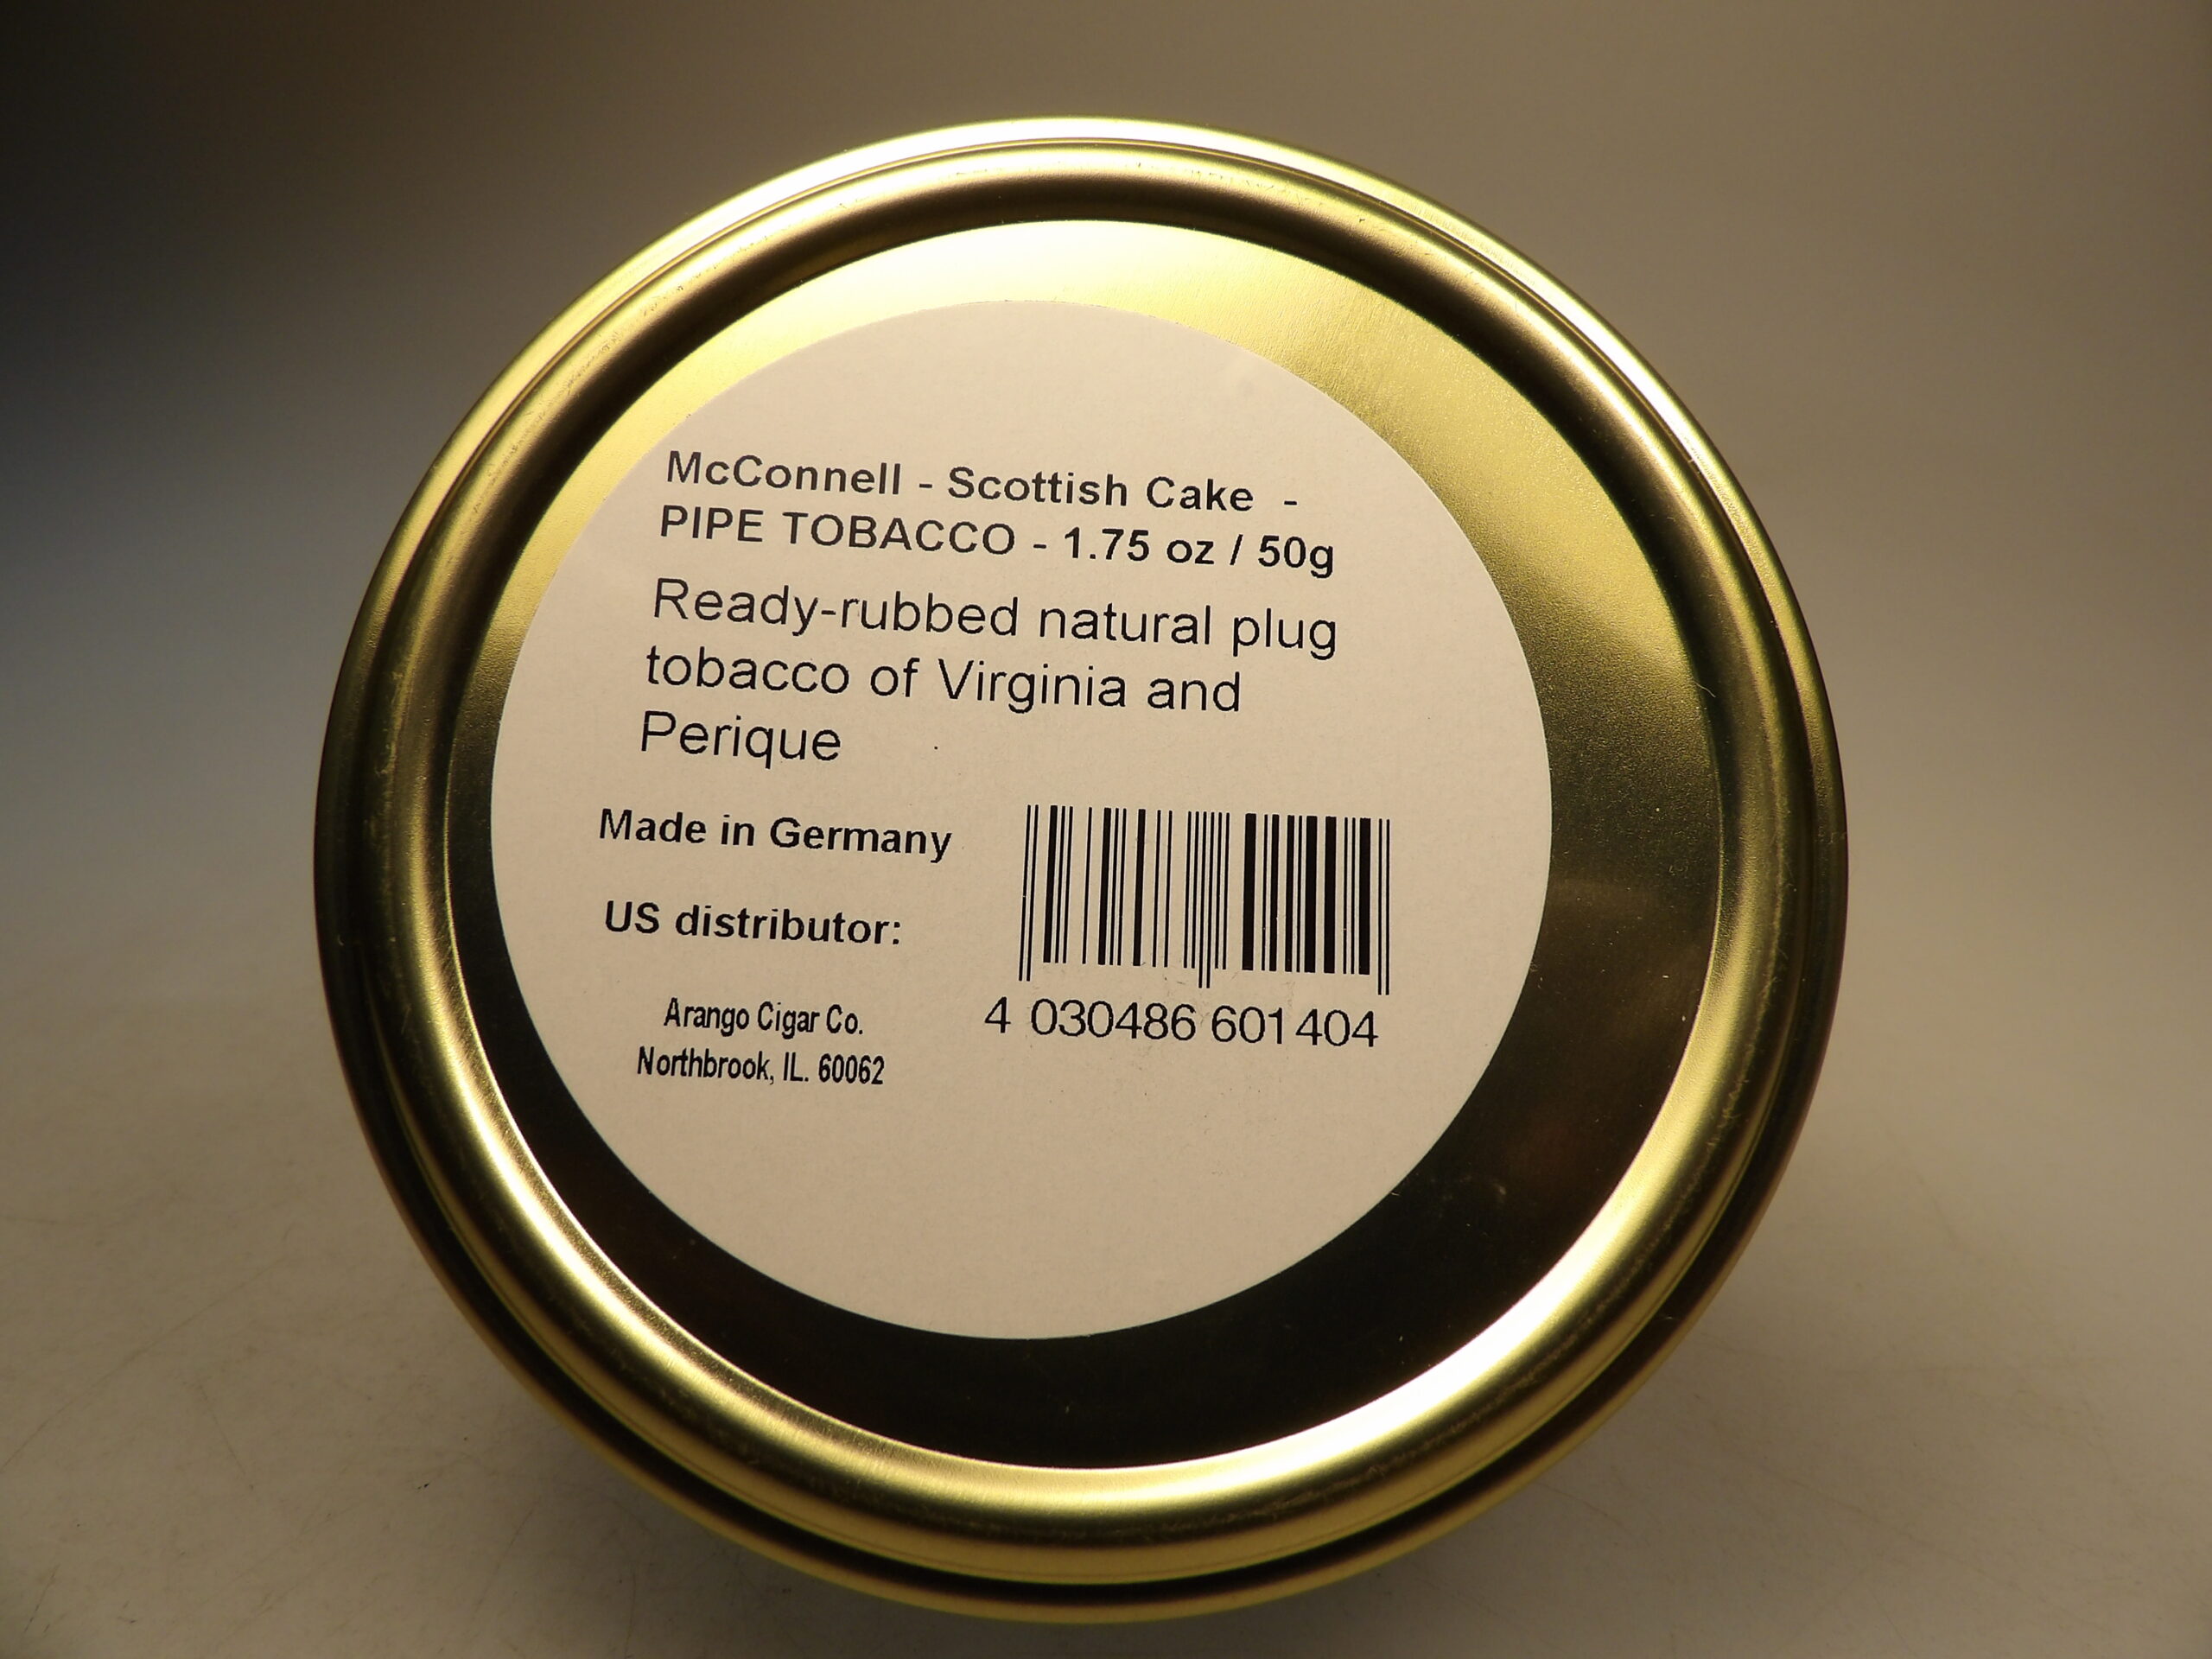 McConnell - Scottish Cake -
PIPE TOBACCO - 1.75 oz / 50g
Ready-rubbed natural plug
tobacco of Virginia and
Perique
Made in Germany
US distributor:
Arango Cigar Co.
Northbrook, IL. 60062
4 030486 601404